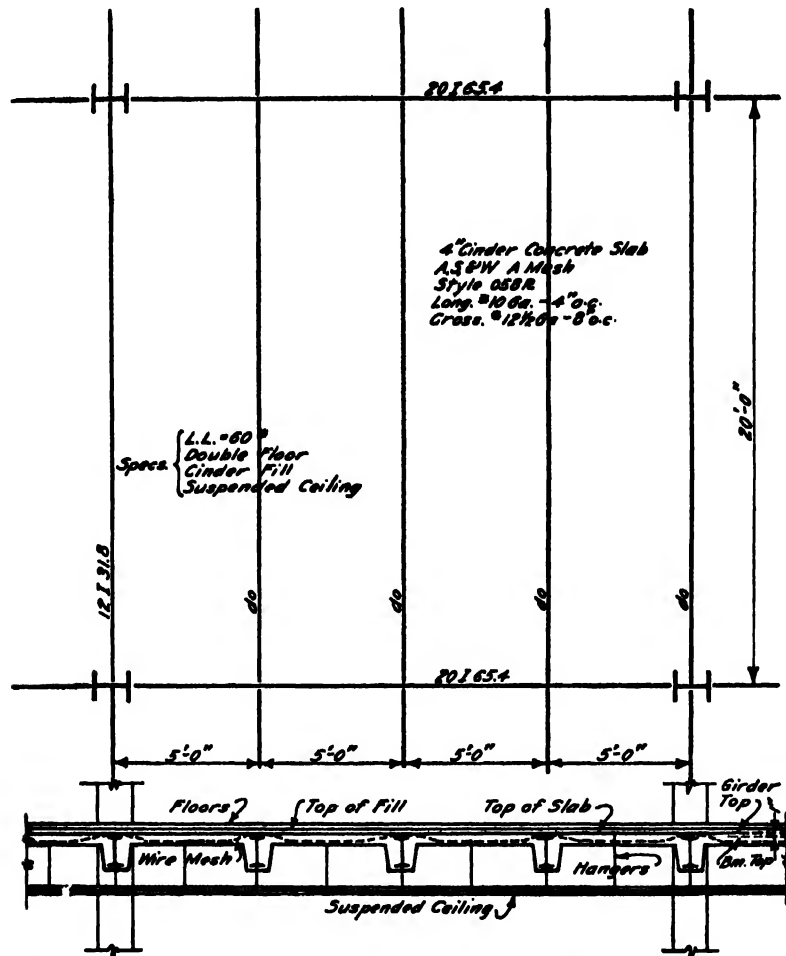 20 I 65.4
4" Cinder Concrete Slab
A.S.&W. A Mesh
Style 058R
Long. #10 Ga. - 4" o.c.
Cross. #12½ Ga - 8" o.c.
20'-0"
Specs.
L.L. = 60#
Double Floor
Cinder Fill
Suspended Ceiling
12 I 31.8
do
do
do
do
20 I 65.4
5'-0"
5'-0"
5'-0"
5'-0"
Girder
Top
Floors
Top of Fill
Top of Slab
Wire Mesh
Hangers
Bm. Top
Suspended Ceiling